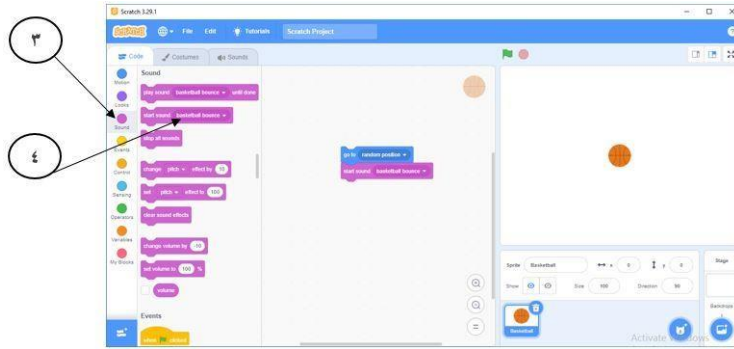 Scratch 3.29.1
SCRATCH File Edit Tutorials Scratch Project
Code Costumes Sounds
٣
٤
Motion
Looks
Sound
Events
Control
Sensing
Operators
Variables
My Blocks
Sound
play sound basketball bounce until done
start sound basketball bounce
stop all sounds
change pitch effect by 10
set pitch effect to 100
clear sound effects
change volume by -10
set volume to 100 %
volume
Events
when clicked
go to random position
start sound basketball bounce
Sprite Basketball x 0 y 0
Show Size 100 Direction 90
Basketball
Stage
Backdrops
Activate Windows